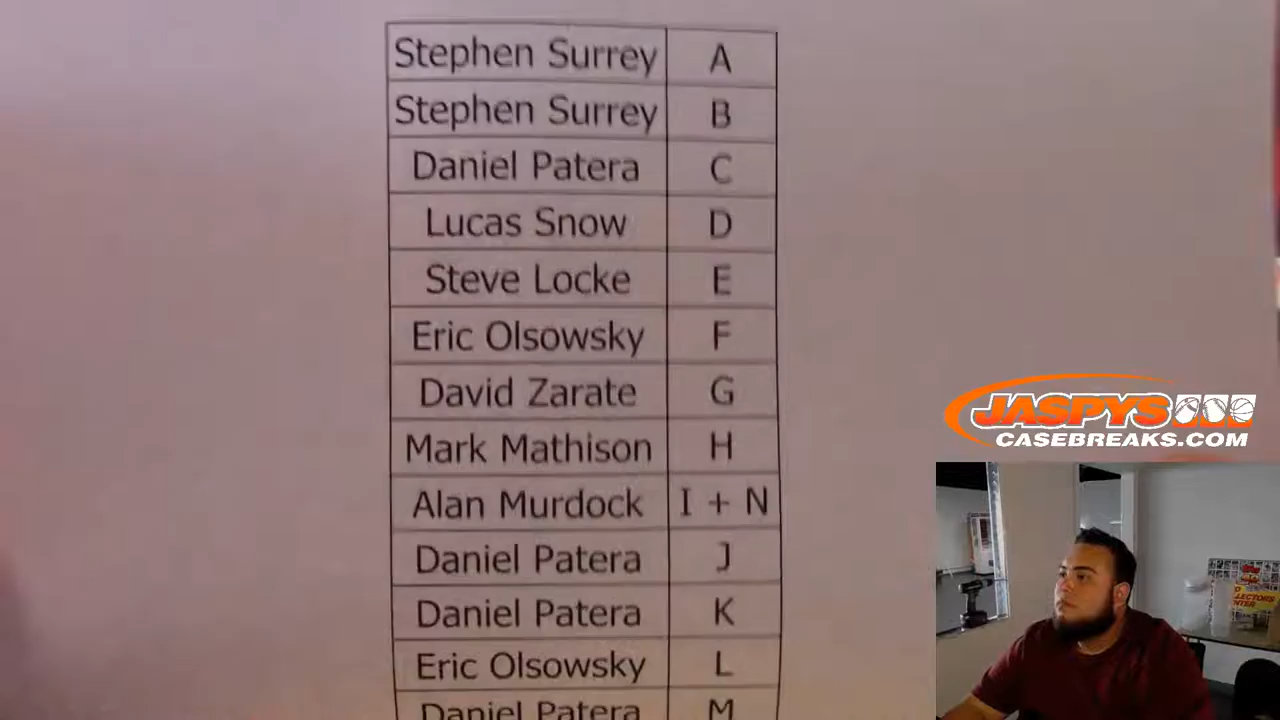 Stephen Surrey A
Stephen Surrey B
Daniel Patera C
Lucas Snow D
Steve Locke E
Eric Olsowsky F
David Zarate G
Mark Mathison H
Alan Murdock I + N
Daniel Patera J
Daniel Patera K
Eric Olsowsky L
Daniel Patera M
JASPYS
CASEBREAKS.COM